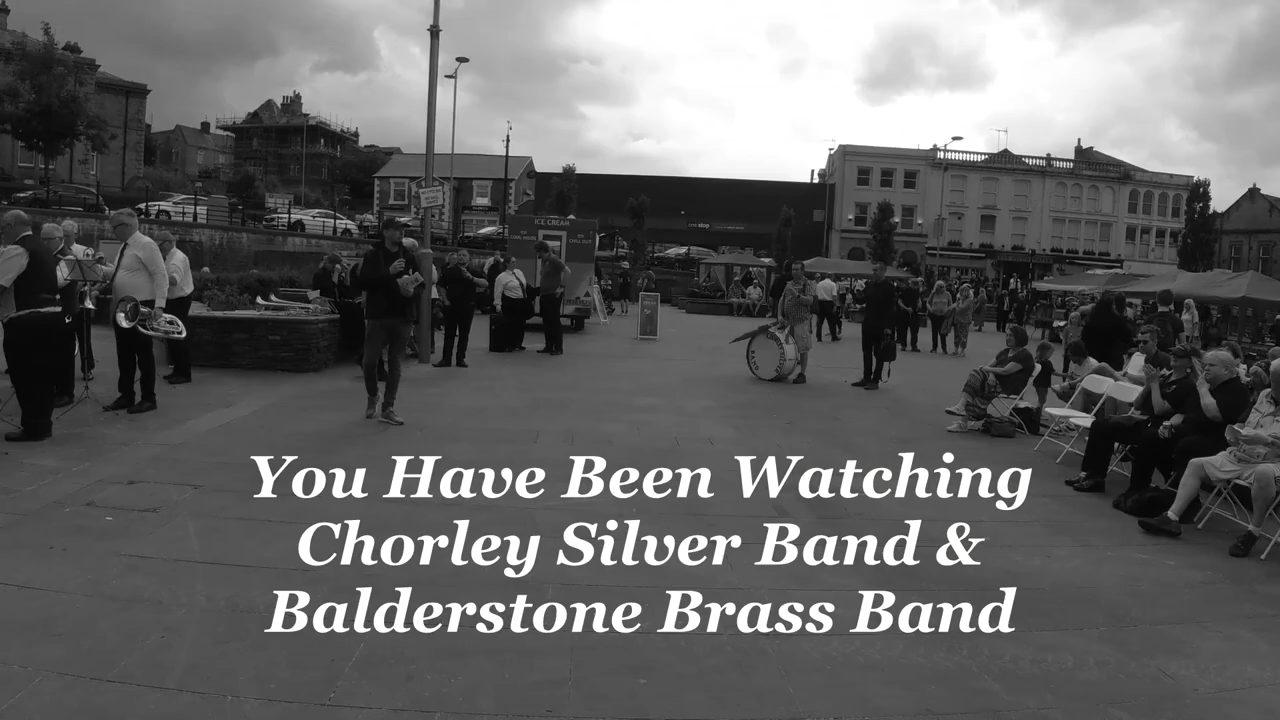 ICE CREAM
You Have Been Watching
Chorley Silver Band &
Balderstone Brass Band